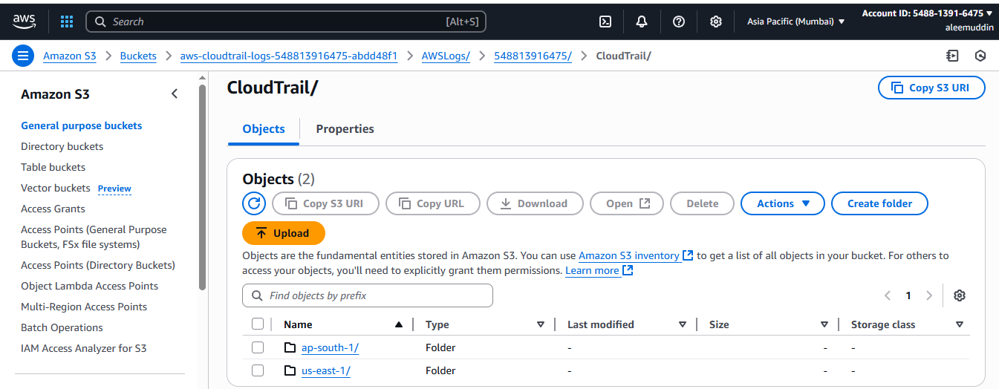 aws
Search
[Alt+S]
Asia Pacific (Mumbai)
Account ID: 5488-1391-6475
aleemuddin
Amazon S3
Buckets
aws-cloudtrail-logs-548813916475-abdd48f1
AWSLogs/
548813916475/
CloudTrail/
Amazon S3
General purpose buckets
Directory buckets
Table buckets
Vector buckets Preview
Access Grants
Access Points (General Purpose
Buckets, FSx file systems)
Access Points (Directory Buckets)
Object Lambda Access Points
Multi-Region Access Points
Batch Operations
IAM Access Analyzer for S3
CloudTrail/
Copy S3 URI
Objects
Properties
Objects (2)
Copy S3 URI
Copy URL
Download
Open
Delete
Actions
Create folder
Upload
Objects are the fundamental entities stored in Amazon S3. You can use Amazon S3 inventory to get a list of all objects in your bucket. For others to
access your objects, you'll need to explicitly grant them permissions. Learn more
Find objects by prefix
1
Name Type Last modified Size Storage class
ap-south-1/ Folder - - -
us-east-1/ Folder - - -